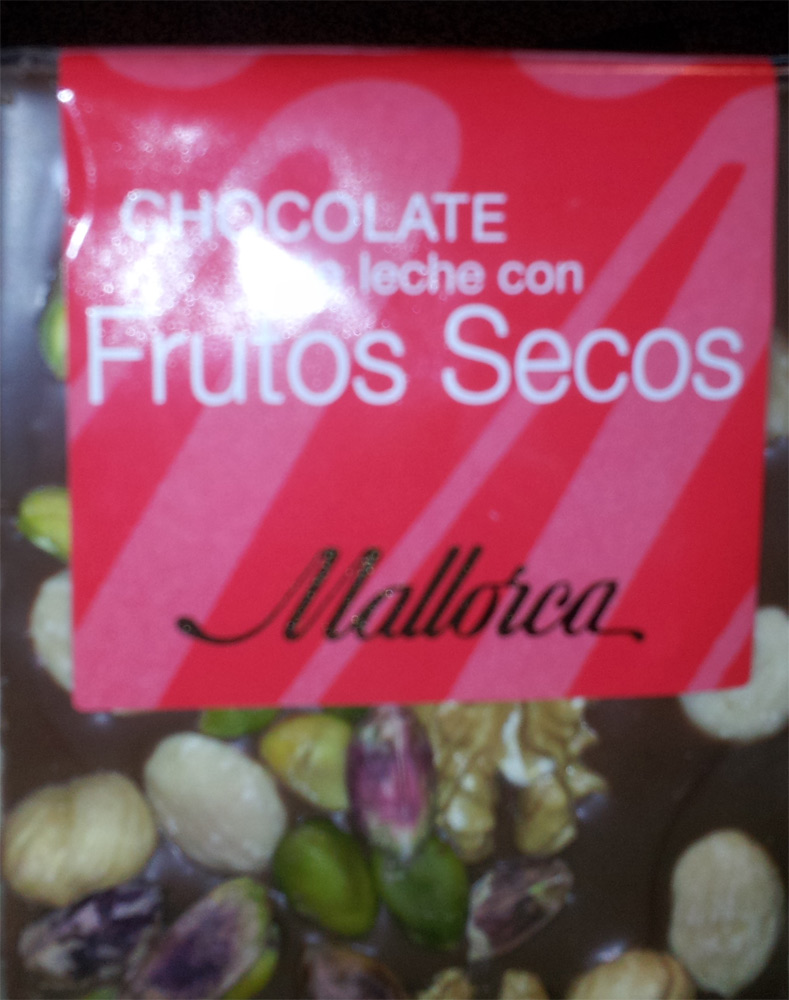 CHOCOLATE
leche con
Frutos Secos
Mallorca